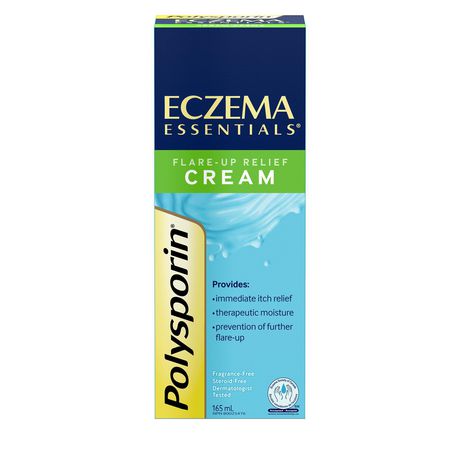 Polysporin
ECZEMA
ESSENTIALS®
FLARE-UP RELIEF
CREAM
Polysporin®
Provides:
• immediate itch relief
• therapeutic moisture
• prevention of further
flare-up
Fragrance-Free
Steroid-Free
Dermatologist
Tested
165 mL